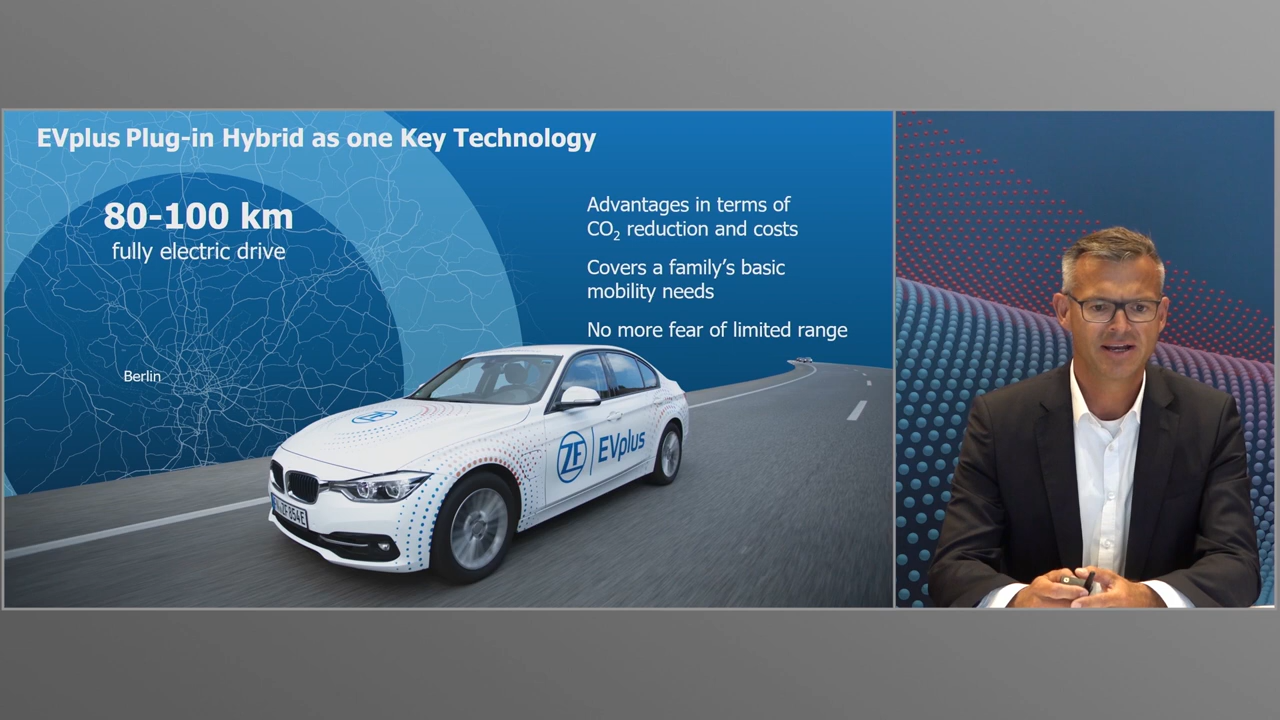 EVplus Plug-in Hybrid as one Key Technology
80-100 km
fully electric drive
Berlin
Advantages in terms of
CO₂ reduction and costs
Covers a family's basic
mobility needs
No more fear of limited range
ZF
ZF EVplus